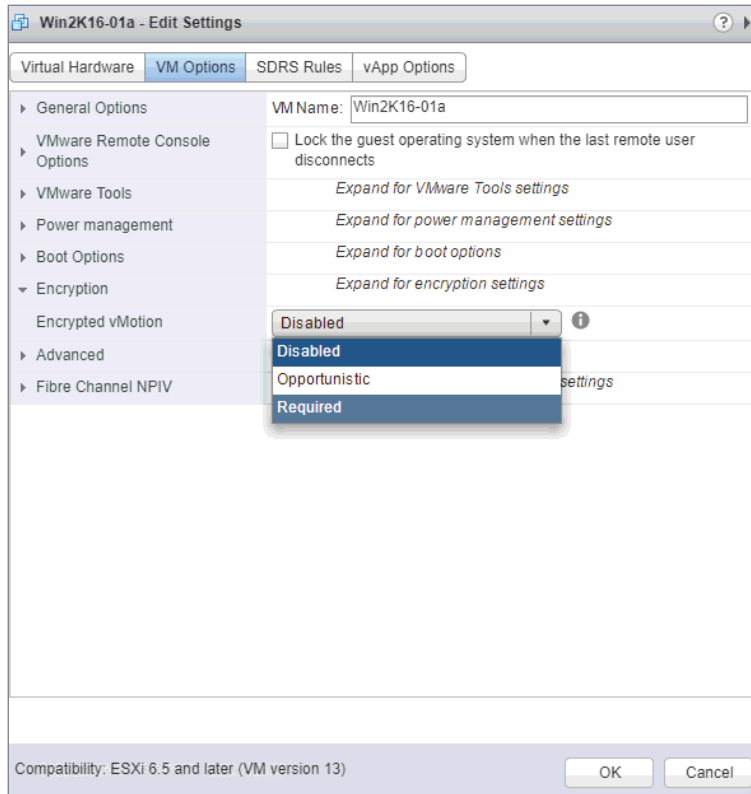 Win2K16-01a - Edit Settings
?
Virtual Hardware VM Options SDRS Rules vApp Options
General Options VM Name: Win2K16-01a
VMware Remote Console Lock the guest operating system when the last remote user
Options disconnects
VMware Tools Expand for VMware Tools settings
Power management Expand for power management settings
Boot Options Expand for boot options
Encryption Expand for encryption settings
Encrypted vMotion Disabled
Disabled
Advanced
Opportunistic
Fibre Channel NPIV settings
Required
Compatibility: ESXi 6.5 and later (VM version 13) OK Cancel